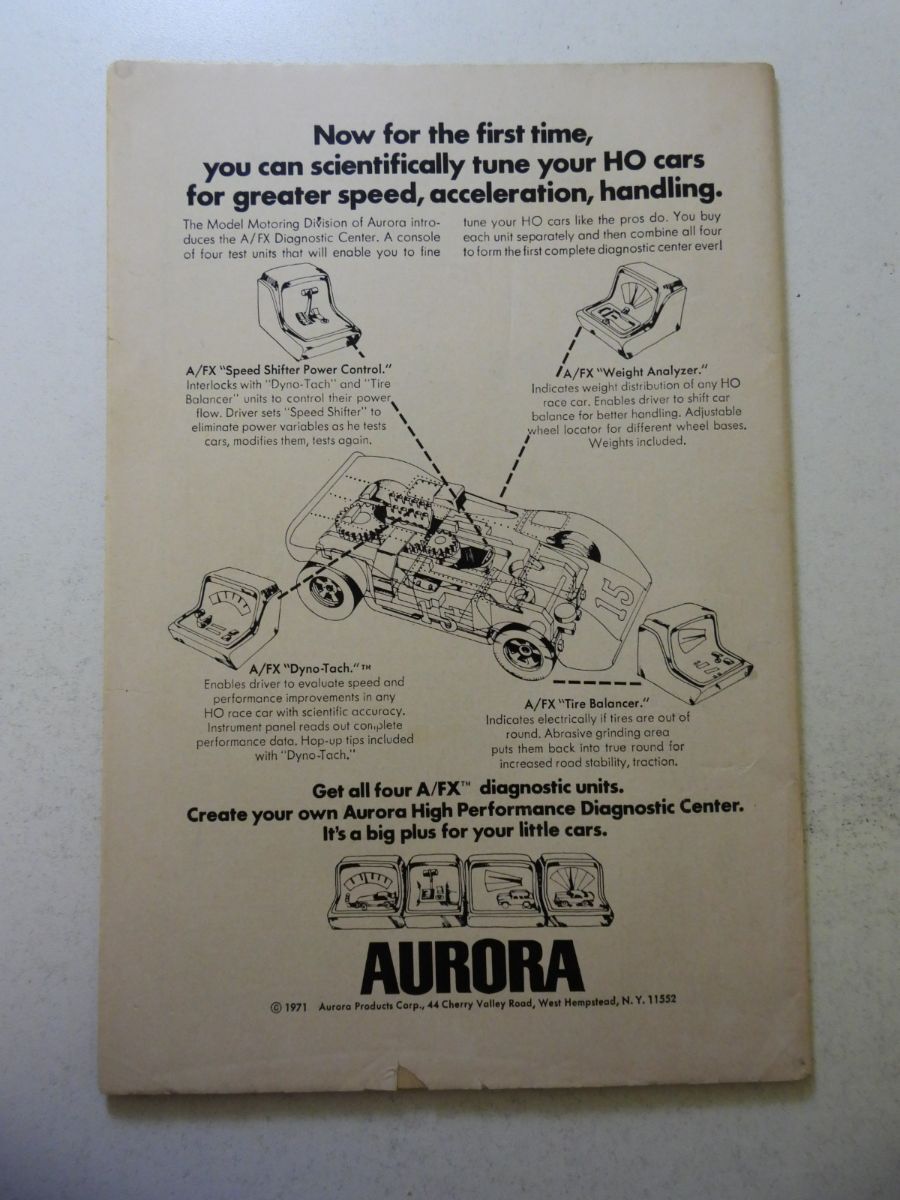 Now for the first time,
you can scientifically tune your HO cars
for greater speed, acceleration, handling.
The Model Motoring Division of Aurora intro-
duces the A/FX Diagnostic Center. A console
of four test units that will enable you to fine
tune your HO cars like the pros do. You buy
each unit separately and then combine all four
to form the first complete diagnostic center ever!
A/FX "Speed Shifter Power Control."
Interlocks with "Dyno-Tach" and "Tire
Balancer" units to control their power
flow. Driver sets "Speed Shifter" to
eliminate power variables as he tests
cars, modifies them, tests again.
A/FX "Weight Analyzer."
Indicates weight distribution of any HO
race car. Enables driver to shift car
balance for better handling. Adjustable
wheel locator for different wheel bases.
Weights included.
15
A/FX "Dyno-Tach."™
Enables driver to evaluate speed and
performance improvements in any
HO race car with scientific accuracy.
Instrument panel reads out complete
performance data. Hop-up tips included
with "Dyno-Tach."
A/FX "Tire Balancer."
Indicates electrically if tires are out of
round. Abrasive grinding area
puts them back into true round for
increased road stability, traction.
Get all four A/FX™ diagnostic units.
Create your own Aurora High Performance Diagnostic Center.
It's a big plus for your little cars.
AURORA
© 1971 Aurora Products Corp., 44 Cherry Valley Road, West Hempstead, N. Y. 11552